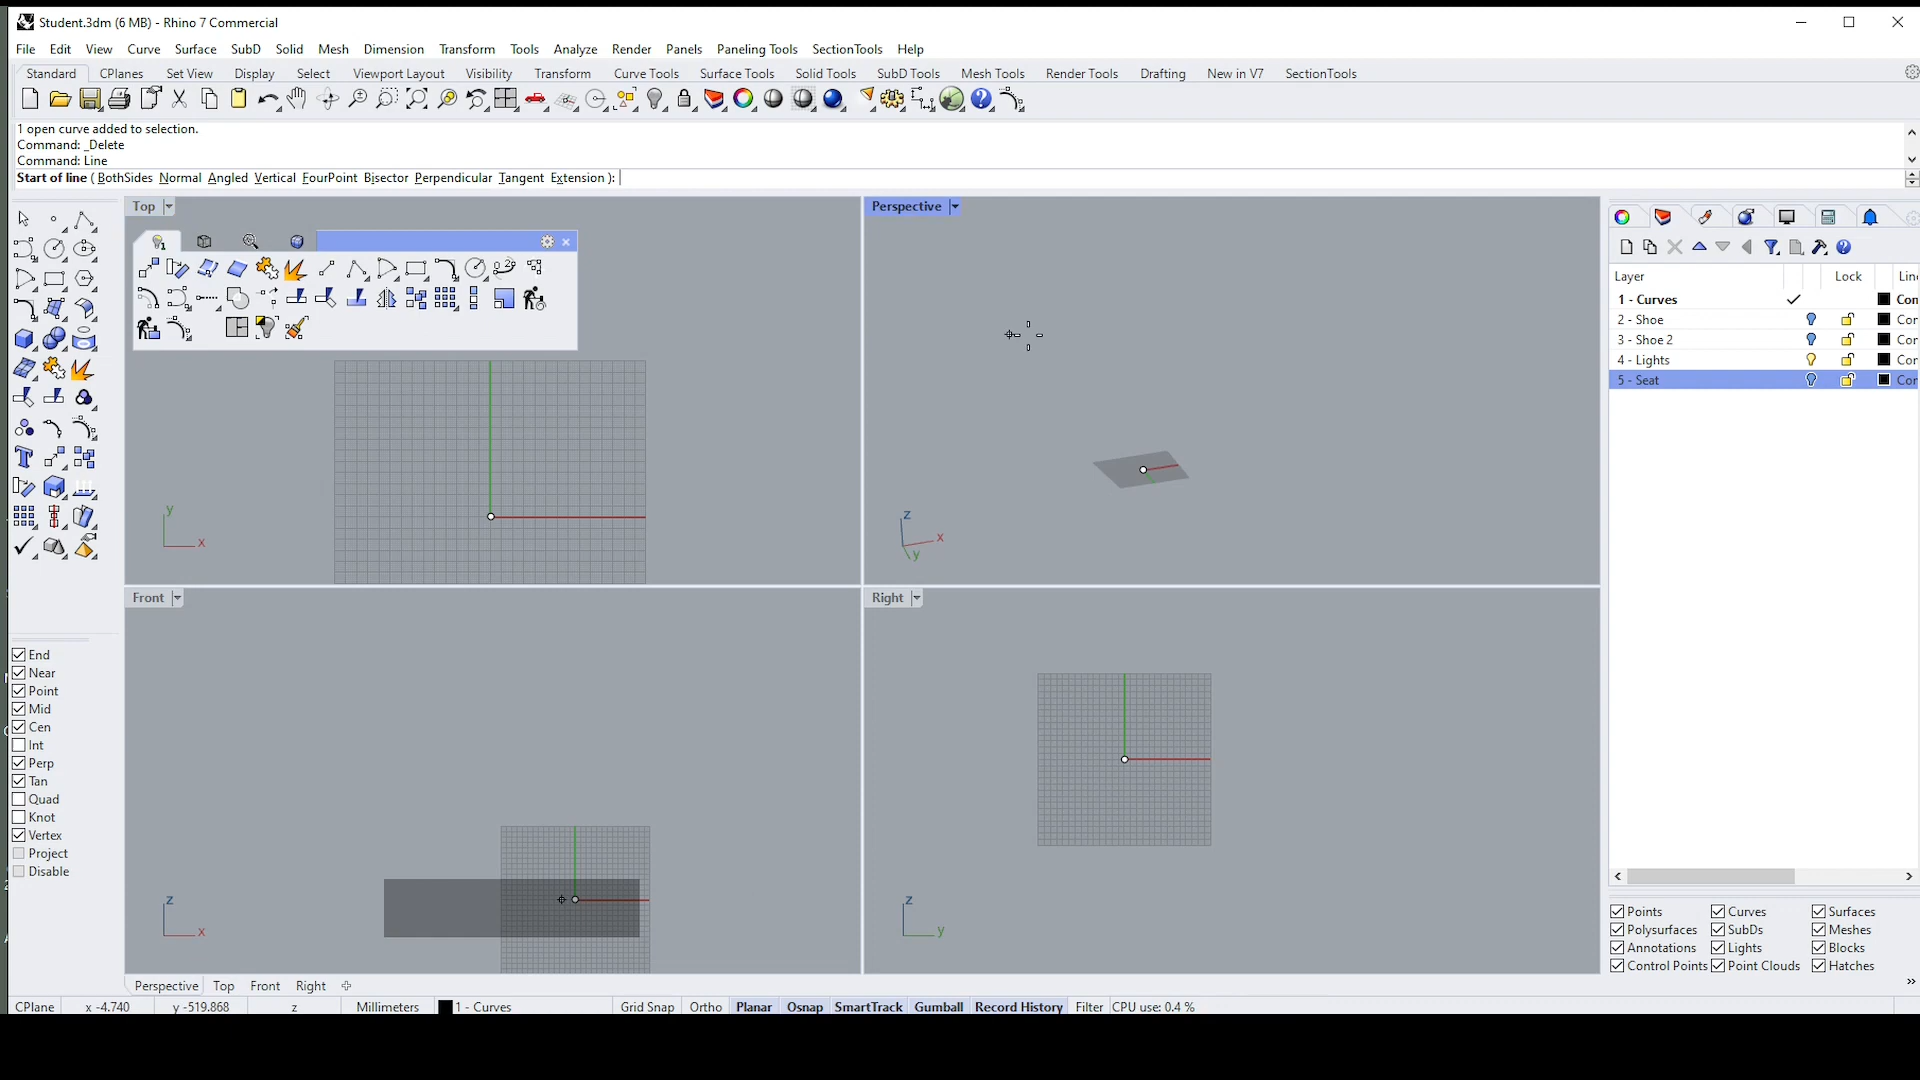 Student.3dm (6 MB) - Rhino 7 Commercial
File Edit View Curve Surface SubD Solid Mesh Dimension Transform Tools Analyze Render Panels Paneling Tools SectionTools Help
Standard CPlanes Set View Display Select Viewport Layout Visibility Transform Curve Tools Surface Tools Solid Tools SubD Tools Mesh Tools Render Tools Drafting New in V7 SectionTools
1 open curve added to selection.
Command: _Delete
Command: Line
Start of line ( BothSides Normal Angled Vertical FourPoint Bisector Perpendicular Tangent Extension ):
Top
Perspective
Layer Lock Line
1 - Curves Con
2 - Shoe Cor
3 - Shoe 2 Cor
4 - Lights Cor
5 - Seat Cor
y
x
z
x
y
Front
Right
End
Near
Point
Mid
Cen
Int
Perp
Tan
Quad
Knot
Vertex
Project
Disable
z
x
z
y
Points Curves Surfaces
Polysurfaces SubDs Meshes
Annotations Lights Blocks
Control Points Point Clouds Hatches
Perspective Top Front Right
CPlane x -4.740 y -519.868 z Millimeters 1 - Curves Grid Snap Ortho Planar Osnap SmartTrack Gumball Record History Filter CPU use: 0.4 %